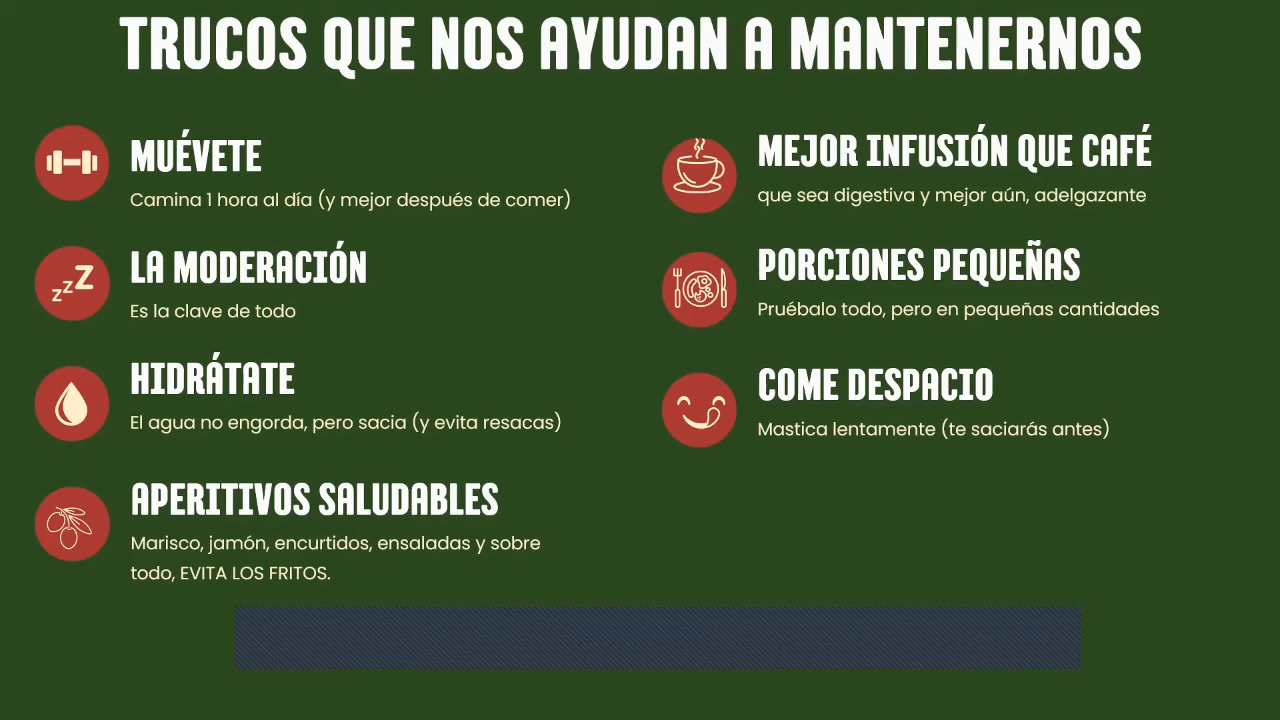 TRUCOS QUE NOS AYUDAN A MANTENERNOS
MUÉVETE
Camina 1 hora al día (y mejor después de comer)
LA MODERACIÓN
Es la clave de todo
HIDRÁTATE
El agua no engorda, pero sacia (y evita resacas)
APERITIVOS SALUDABLES
Marisco, jamón, encurtidos, ensaladas y sobre
todo, EVITA LOS FRITOS.
MEJOR INFUSIÓN QUE CAFÉ
que sea digestiva y mejor aún, adelgazante
PORCIONES PEQUEÑAS
Pruébalo todo, pero en pequeñas cantidades
COME DESPACIO
Mastica lentamente (te saciarás antes)
zzZ